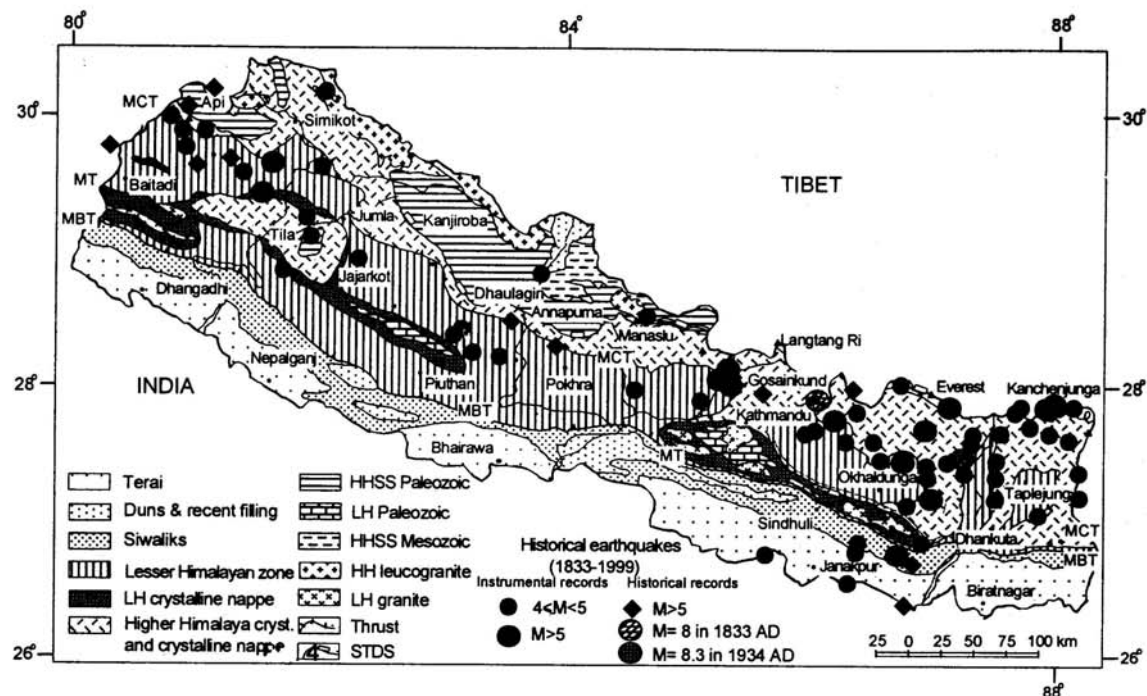 80
84
88
30°
30°
MCT
Api
Simikot
TIBET
MT
Baitadi
MBT
Jumla
Kanjiroba
Tila
80
Dhangadhi
Jajarkot
Dhaulagiri
Annapurna
Manaslu
Langtang Ri
Nepalganj
INDIA
28°
MCT
Gosainkund
Everest
Kanchenjunga
28°
Piuthan
Pokhra
MBT
Kathmandu
Bhairawa
MT
Okhaldunga
Taplejung
Sindhuli
Dhankuta
MCT
MBT
Janakpur
Biratnagar
Terai
Duns & recent filling
Siwaliks
Lesser Himalayan zone
LH crystalline nappe
Higher Himalaya cryst.
and crystalline nappe
HHSS Paleozoic
LH Paleozoic
HHSS Mesozoic
HH leucogranite
LH granite
Thrust
STDS
Historical earthquakes
(1833-1999)
Instrumental records
Historical records
4≤M<5
M>5
M>5
M= 8 in 1833 AD
M= 8.3 in 1934 AD
25 0 25 50 75 100 km
26°
26°
88°